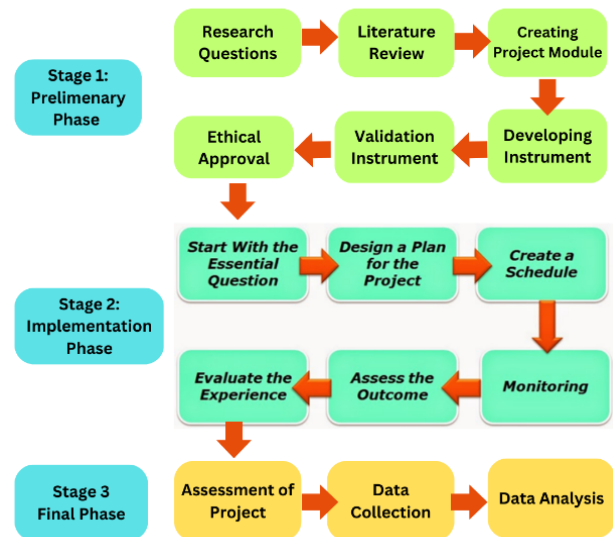 Stage 1:
Prelimenary
Phase
Research
Questions
Literature
Review
Creating
Project Module
Ethical
Approval
Validation
Instrument
Developing
Instrument
Stage 2:
Implementation
Phase
Start With the
Essential
Question
Design a Plan
for the
Project
Create a
Schedule
Evaluate the
Experience
Assess the
Outcome
Monitoring
Stage 3
Final Phase
Assessment of
Project
Data
Collection
Data Analysis